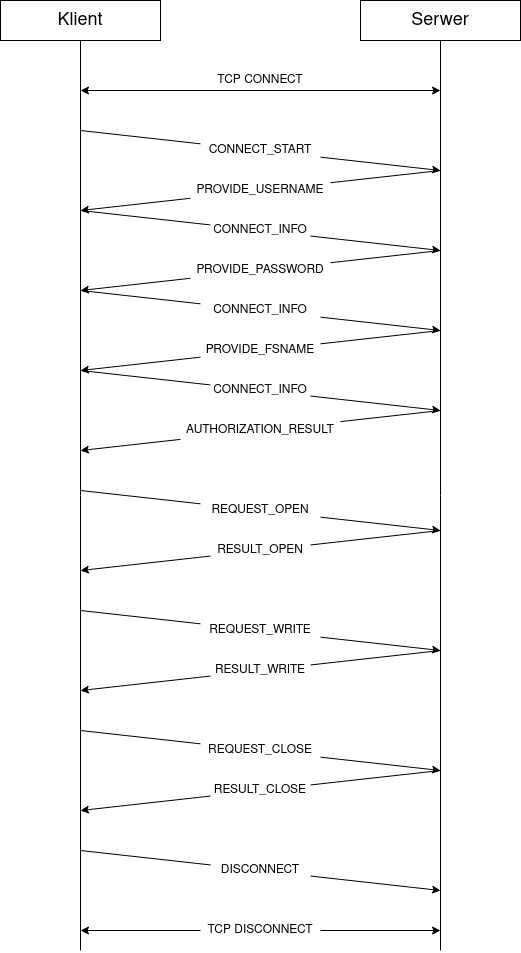 Klient
Serwer
TCP CONNECT
CONNECT_START
PROVIDE_USERNAME
CONNECT_INFO
PROVIDE_PASSWORD
CONNECT_INFO
PROVIDE_FSNAME
CONNECT_INFO
AUTHORIZATION_RESULT
REQUEST_OPEN
RESULT_OPEN
REQUEST_WRITE
RESULT_WRITE
REQUEST_CLOSE
RESULT_CLOSE
DISCONNECT
TCP DISCONNECT